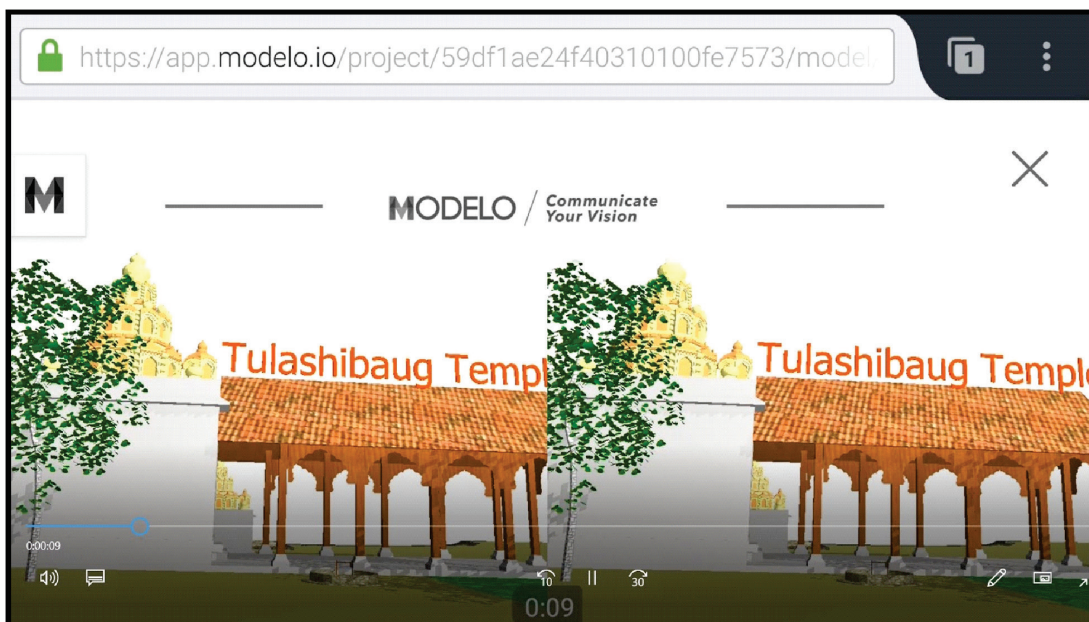 https://app.modelo.io/project/59df1ae24f40310100fe7573/model
1
M
MODELO / Communicate
Your Vision
Tulashibaug Templ
Tulashibaug Temple
0:00:09
10
30
0:09